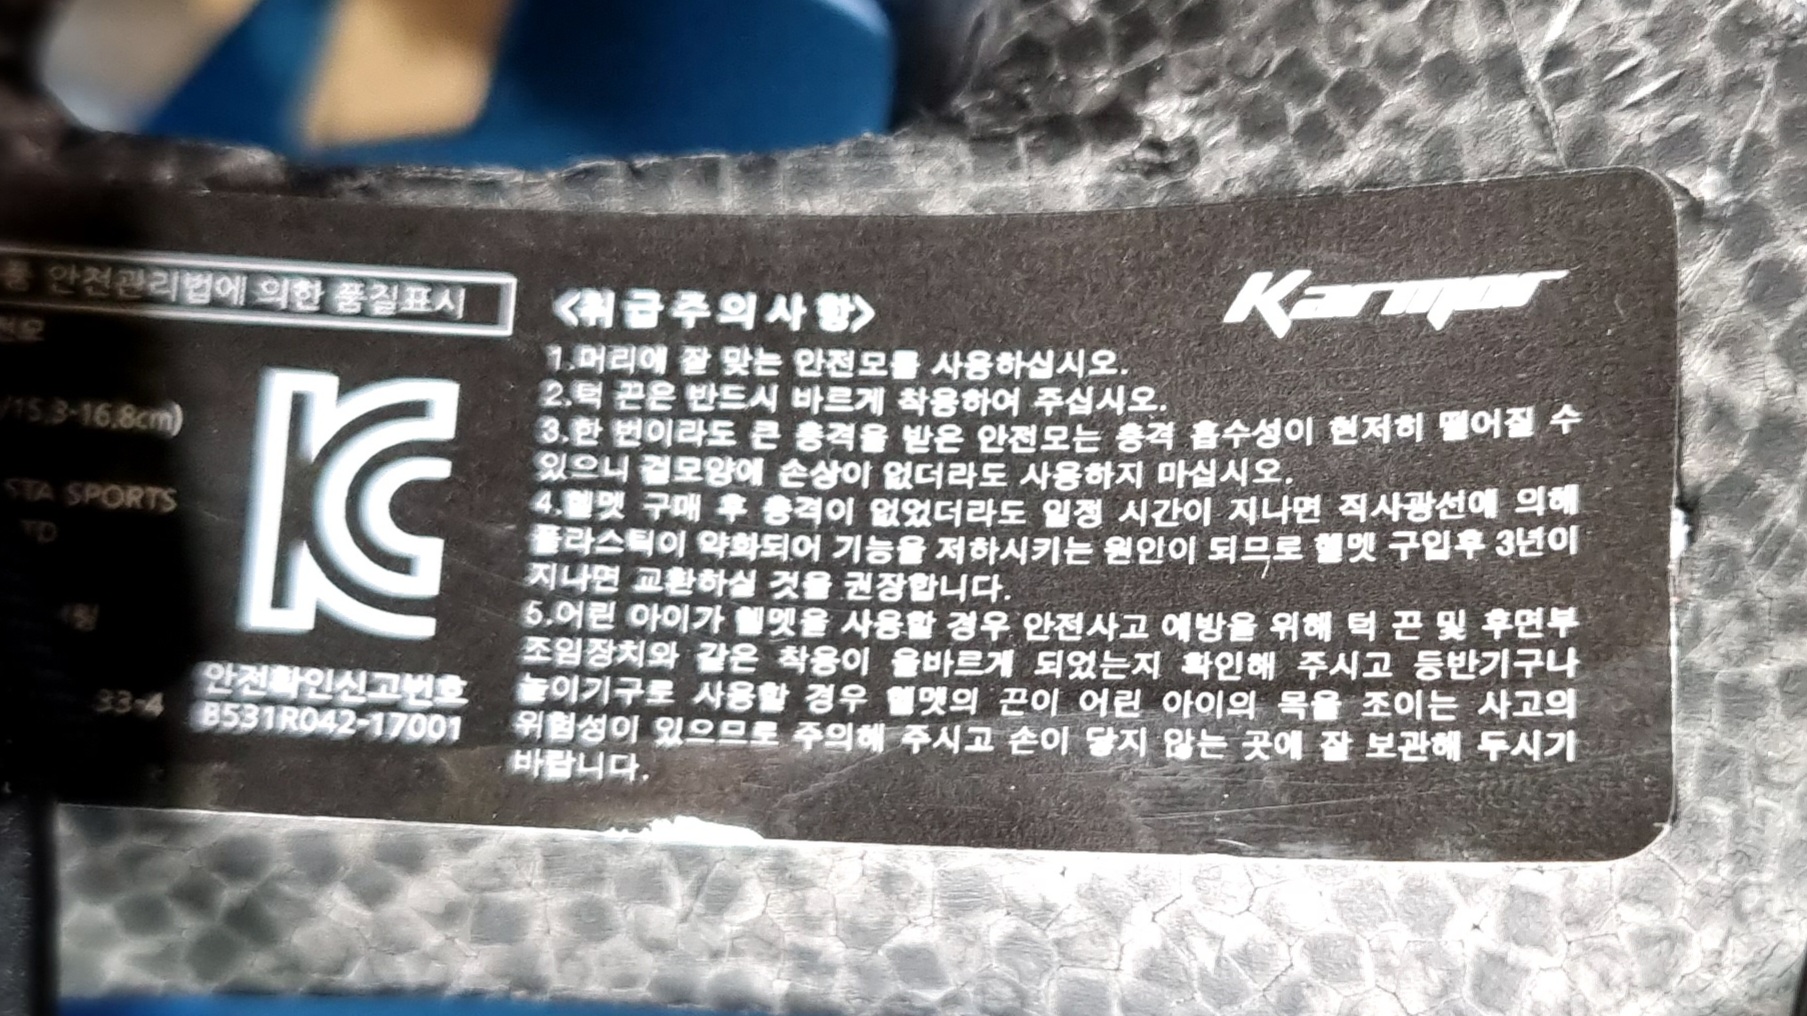 안전관리법에 의한 품질표시
/15.3-16.8cm)
STA SPORTS
TD
33-4
KC
안전확인신고번호
B531R042-17001
Karmor
<취급주의사항>
1.머리에 잘 맞는 안전모를 사용하십시오.
2.턱 끈은 반드시 바르게 착용하여 주십시오.
3.한 번이라도 큰 충격을 받은 안전모는 충격 흡수성이 현저히 떨어질 수
있으니 겉모양에 손상이 없더라도 사용하지 마십시오.
4.헬멧 구매 후 충격이 없었더라도 일정 시간이 지나면 직사광선에 의해
플라스틱이 약화되어 기능을 저하시키는 원인이 되므로 헬멧 구입후 3년이
지나면 교환하실 것을 권장합니다.
5.어린 아이가 헬멧을 사용할 경우 안전사고 예방을 위해 턱 끈 및 후면부
조임장치와 같은 착용이 올바르게 되었는지 확인해 주시고 등반기구나
놀이기구로 사용할 경우 헬멧의 끈이 어린 아이의 목을 조이는 사고의
위험성이 있으므로 주의해 주시고 손이 닿지 않는 곳에 잘 보관해 두시기
바랍니다.